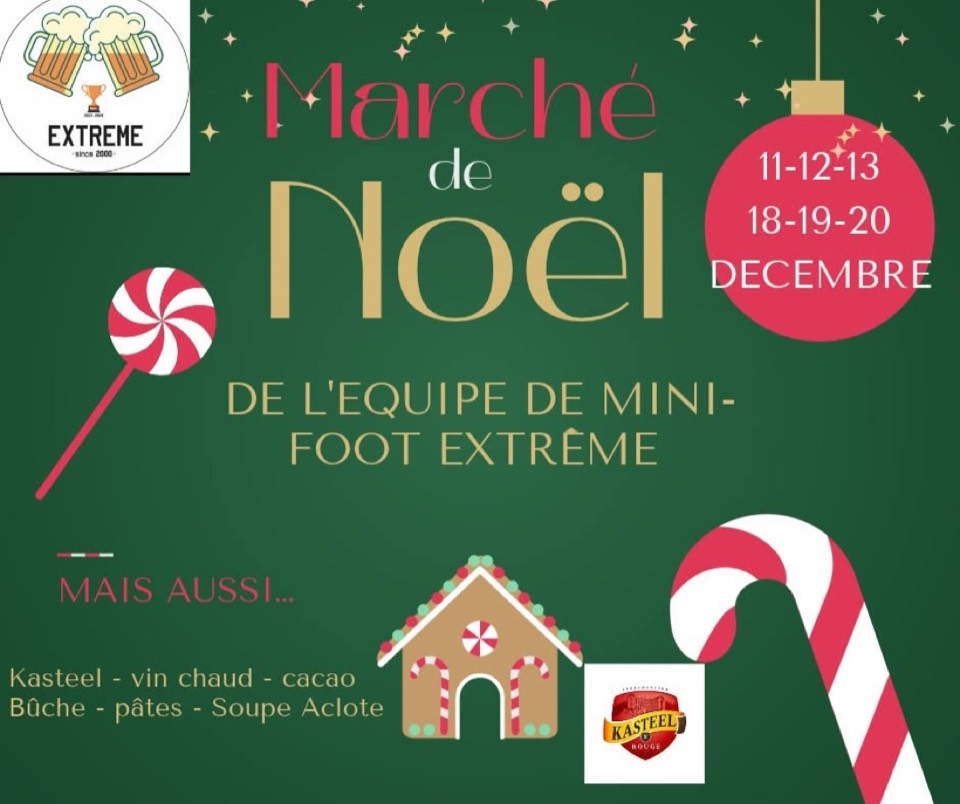 EXTREME
- since 2000 -
Marché
de
Noël
11-12-13
18-19-20
DECEMBRE
DE L'EQUIPE DE MINI-
FOOT EXTRÊME
MAIS AUSSI...
Kasteel - vin chaud - cacao
Bûche - pâtes - Soupe Aclote
KASTEEL
ROUGE